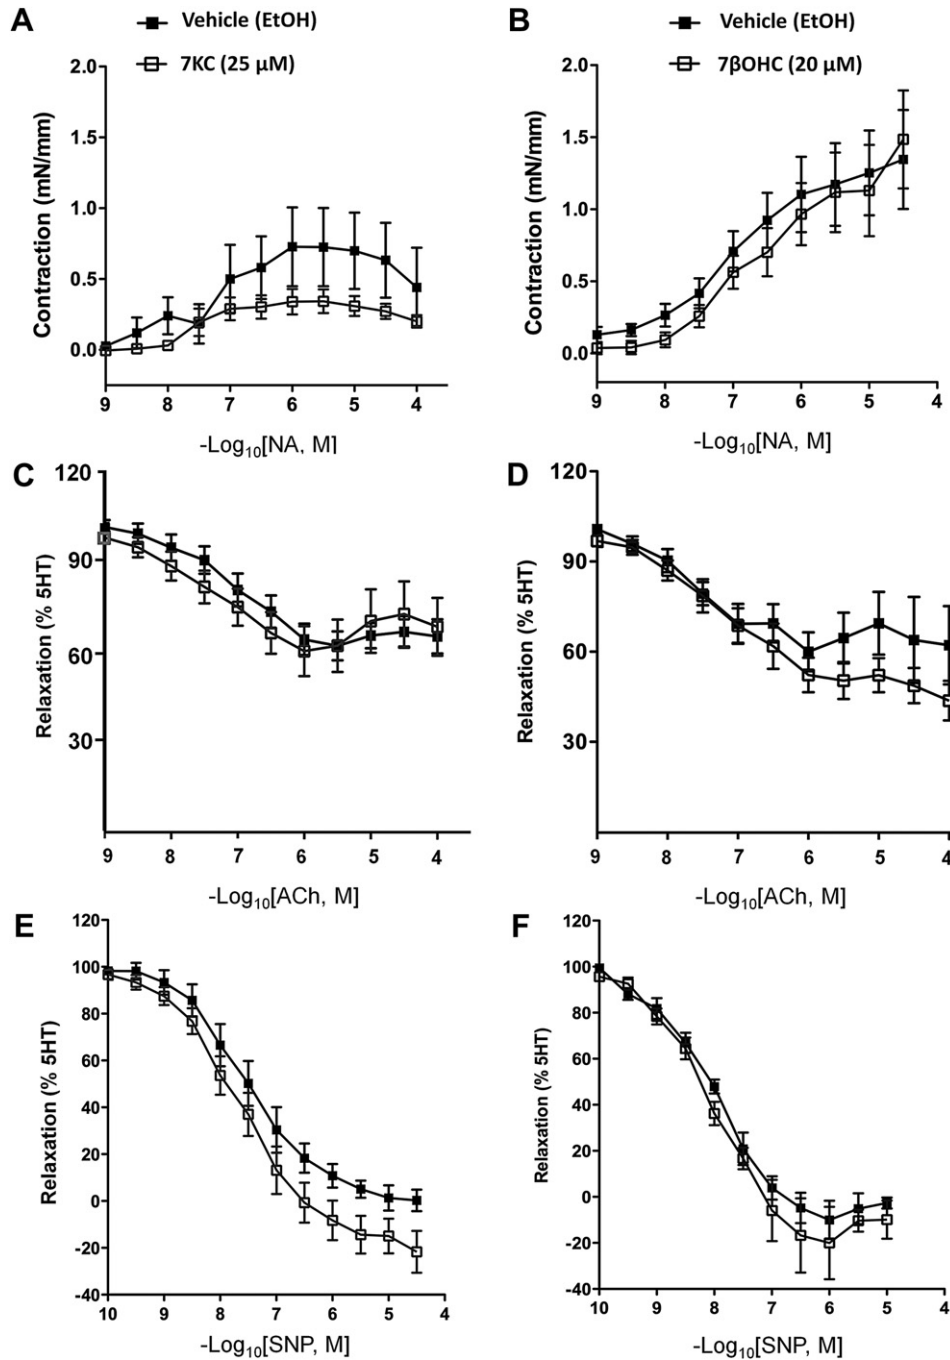 A
Vehicle (EtOH)
7KC (25 µM)
Contraction (mN/mm)
2.0
1.5
1.0
0.5
0.0
9 8 7 6 5 4
-Log10[NA, M]
B
Vehicle (EtOH)
7βOHC (20 µM)
Contraction (mN/mm)
2.0
1.5
1.0
0.5
0.0
9 8 7 6 5 4
-Log10[NA, M]
C
Relaxation (% 5HT)
120
90
60
30
9 8 7 6 5 4
-Log10[ACh, M]
D
Relaxation (% 5HT)
120
90
60
30
9 8 7 6 5 4
-Log10[ACh, M]
E
Relaxation (% 5HT)
120
100
80
60
40
20
0
-20
-40
10 9 8 7 6 5 4
-Log10[SNP, M]
F
Relaxation (% 5HT)
120
100
80
60
40
20
0
-20
-40
10 9 8 7 6 5 4
-Log10[SNP, M]